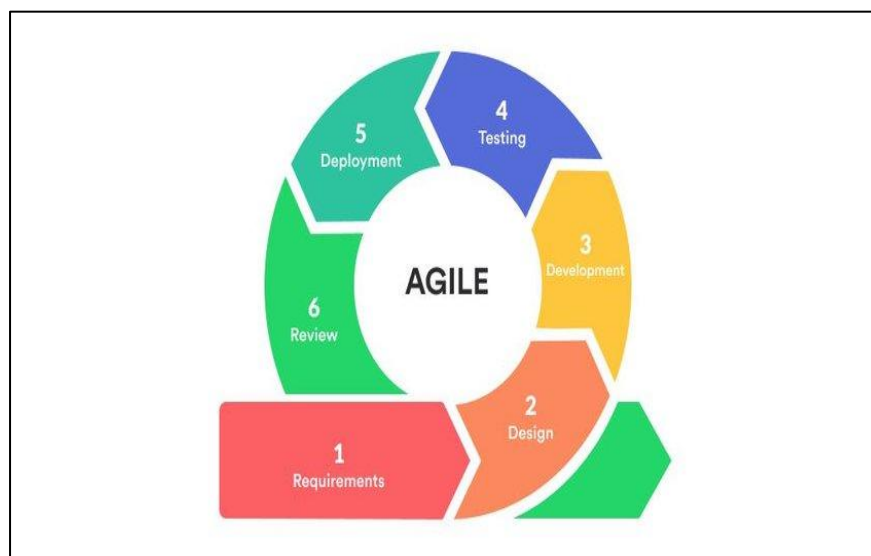 AGILE
1
Requirements
2
Design
3
Development
4
Testing
5
Deployment
6
Review